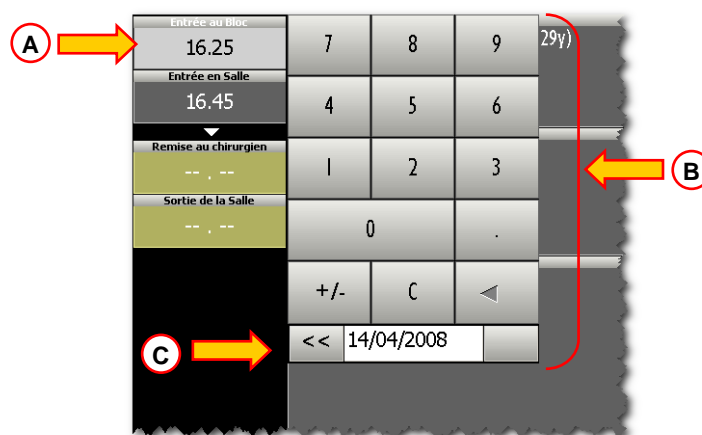 Entrée au Bloc
A
16.25
7 8 9
29y)
Entrée en Salle
16.45
4 5 6
Remise au chirurgien
-- . --
1 2 3
B
Sortie de la Salle
-- . --
0 .
+/- C
C
<< 14/04/2008